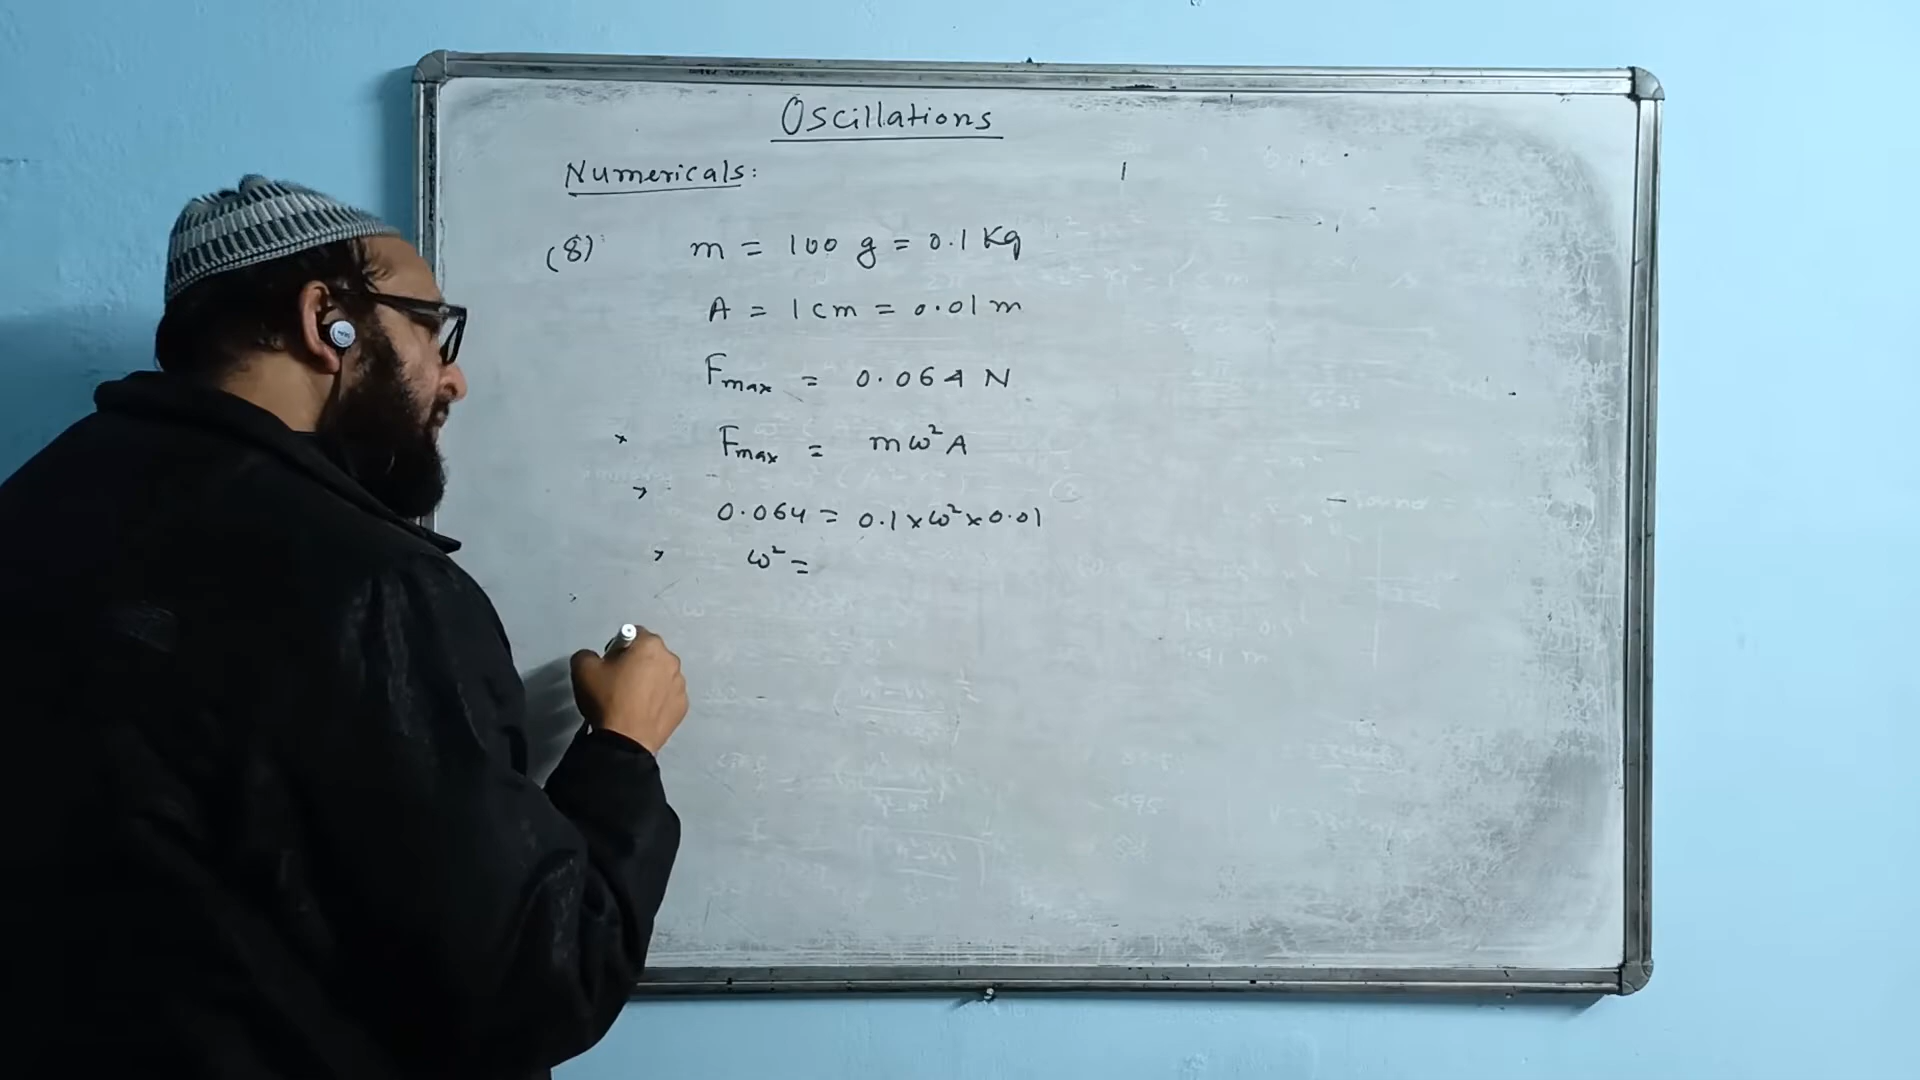 Oscillations
Numericals:
(8) m = 100 g = 0.1 Kg
A = 1 cm = 0.01 m
Fmax = 0.064 N
Fmax = mω²A
0.064 = 0.1 × ω² × 0.01
ω² =